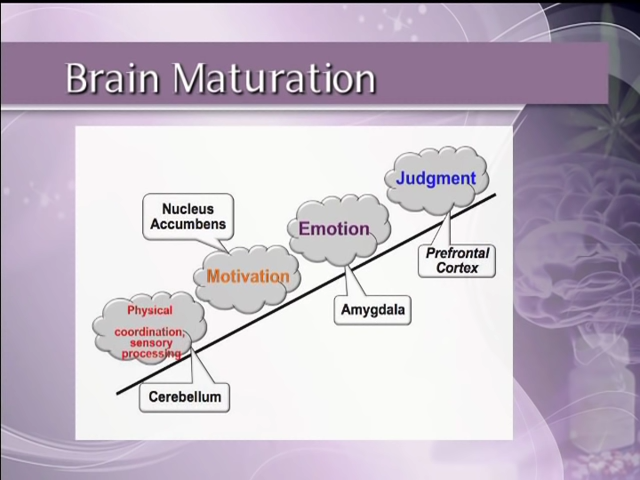 Brain Maturation
Judgment
Nucleus
Accumbens
Emotion
Prefrontal
Cortex
Motivation
Physical
coordination,
sensory
processing
Amygdala
Cerebellum